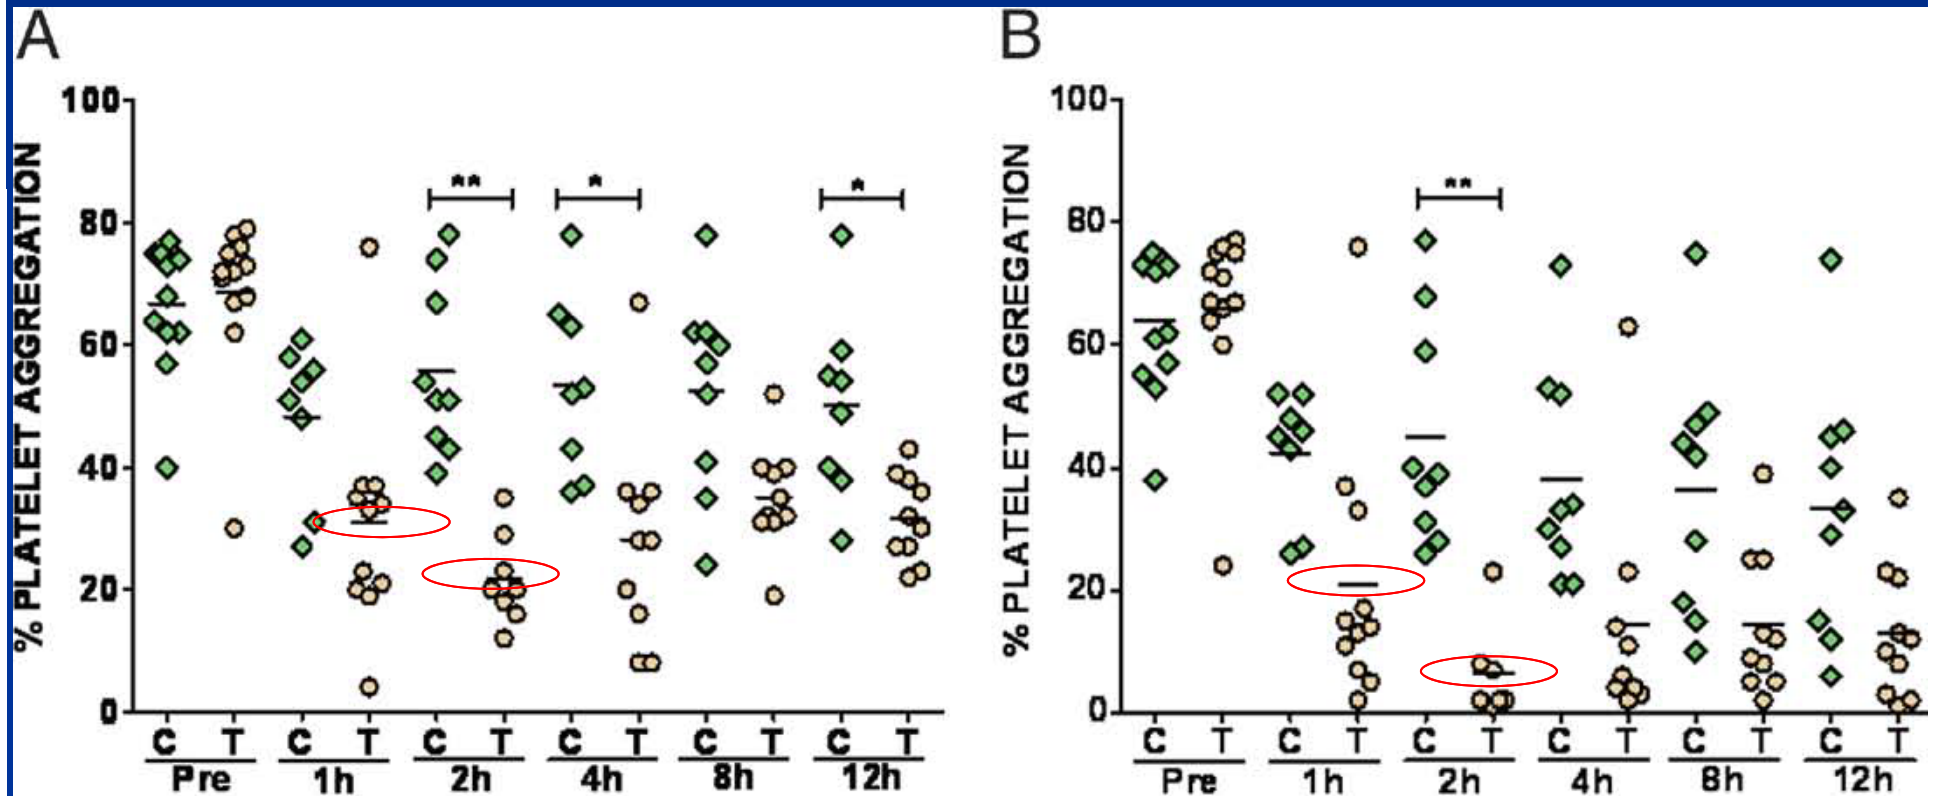 A
% PLATELET AGGREGATION
100
80
60
40
20
0
** * *
C T C T C T C T C T C T
Pre 1h 2h 4h 8h 12h
B
% PLATELET AGGREGATION
100
80
60
40
20
0
**
C T C T C T C T C T C T
Pre 1h 2h 4h 8h 12h